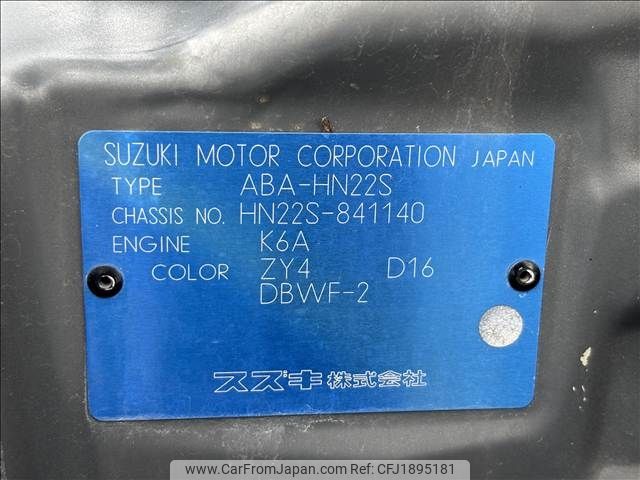 SUZUKI MOTOR CORPORATION JAPAN
TYPE ABA-HN22S
CHASSIS NO. HN22S-841140
ENGINE K6A
COLOR ZY4 D16
DBWF-2
スズキ株式会社
www.CarFromJapan.com | Ref: CFJ1895181